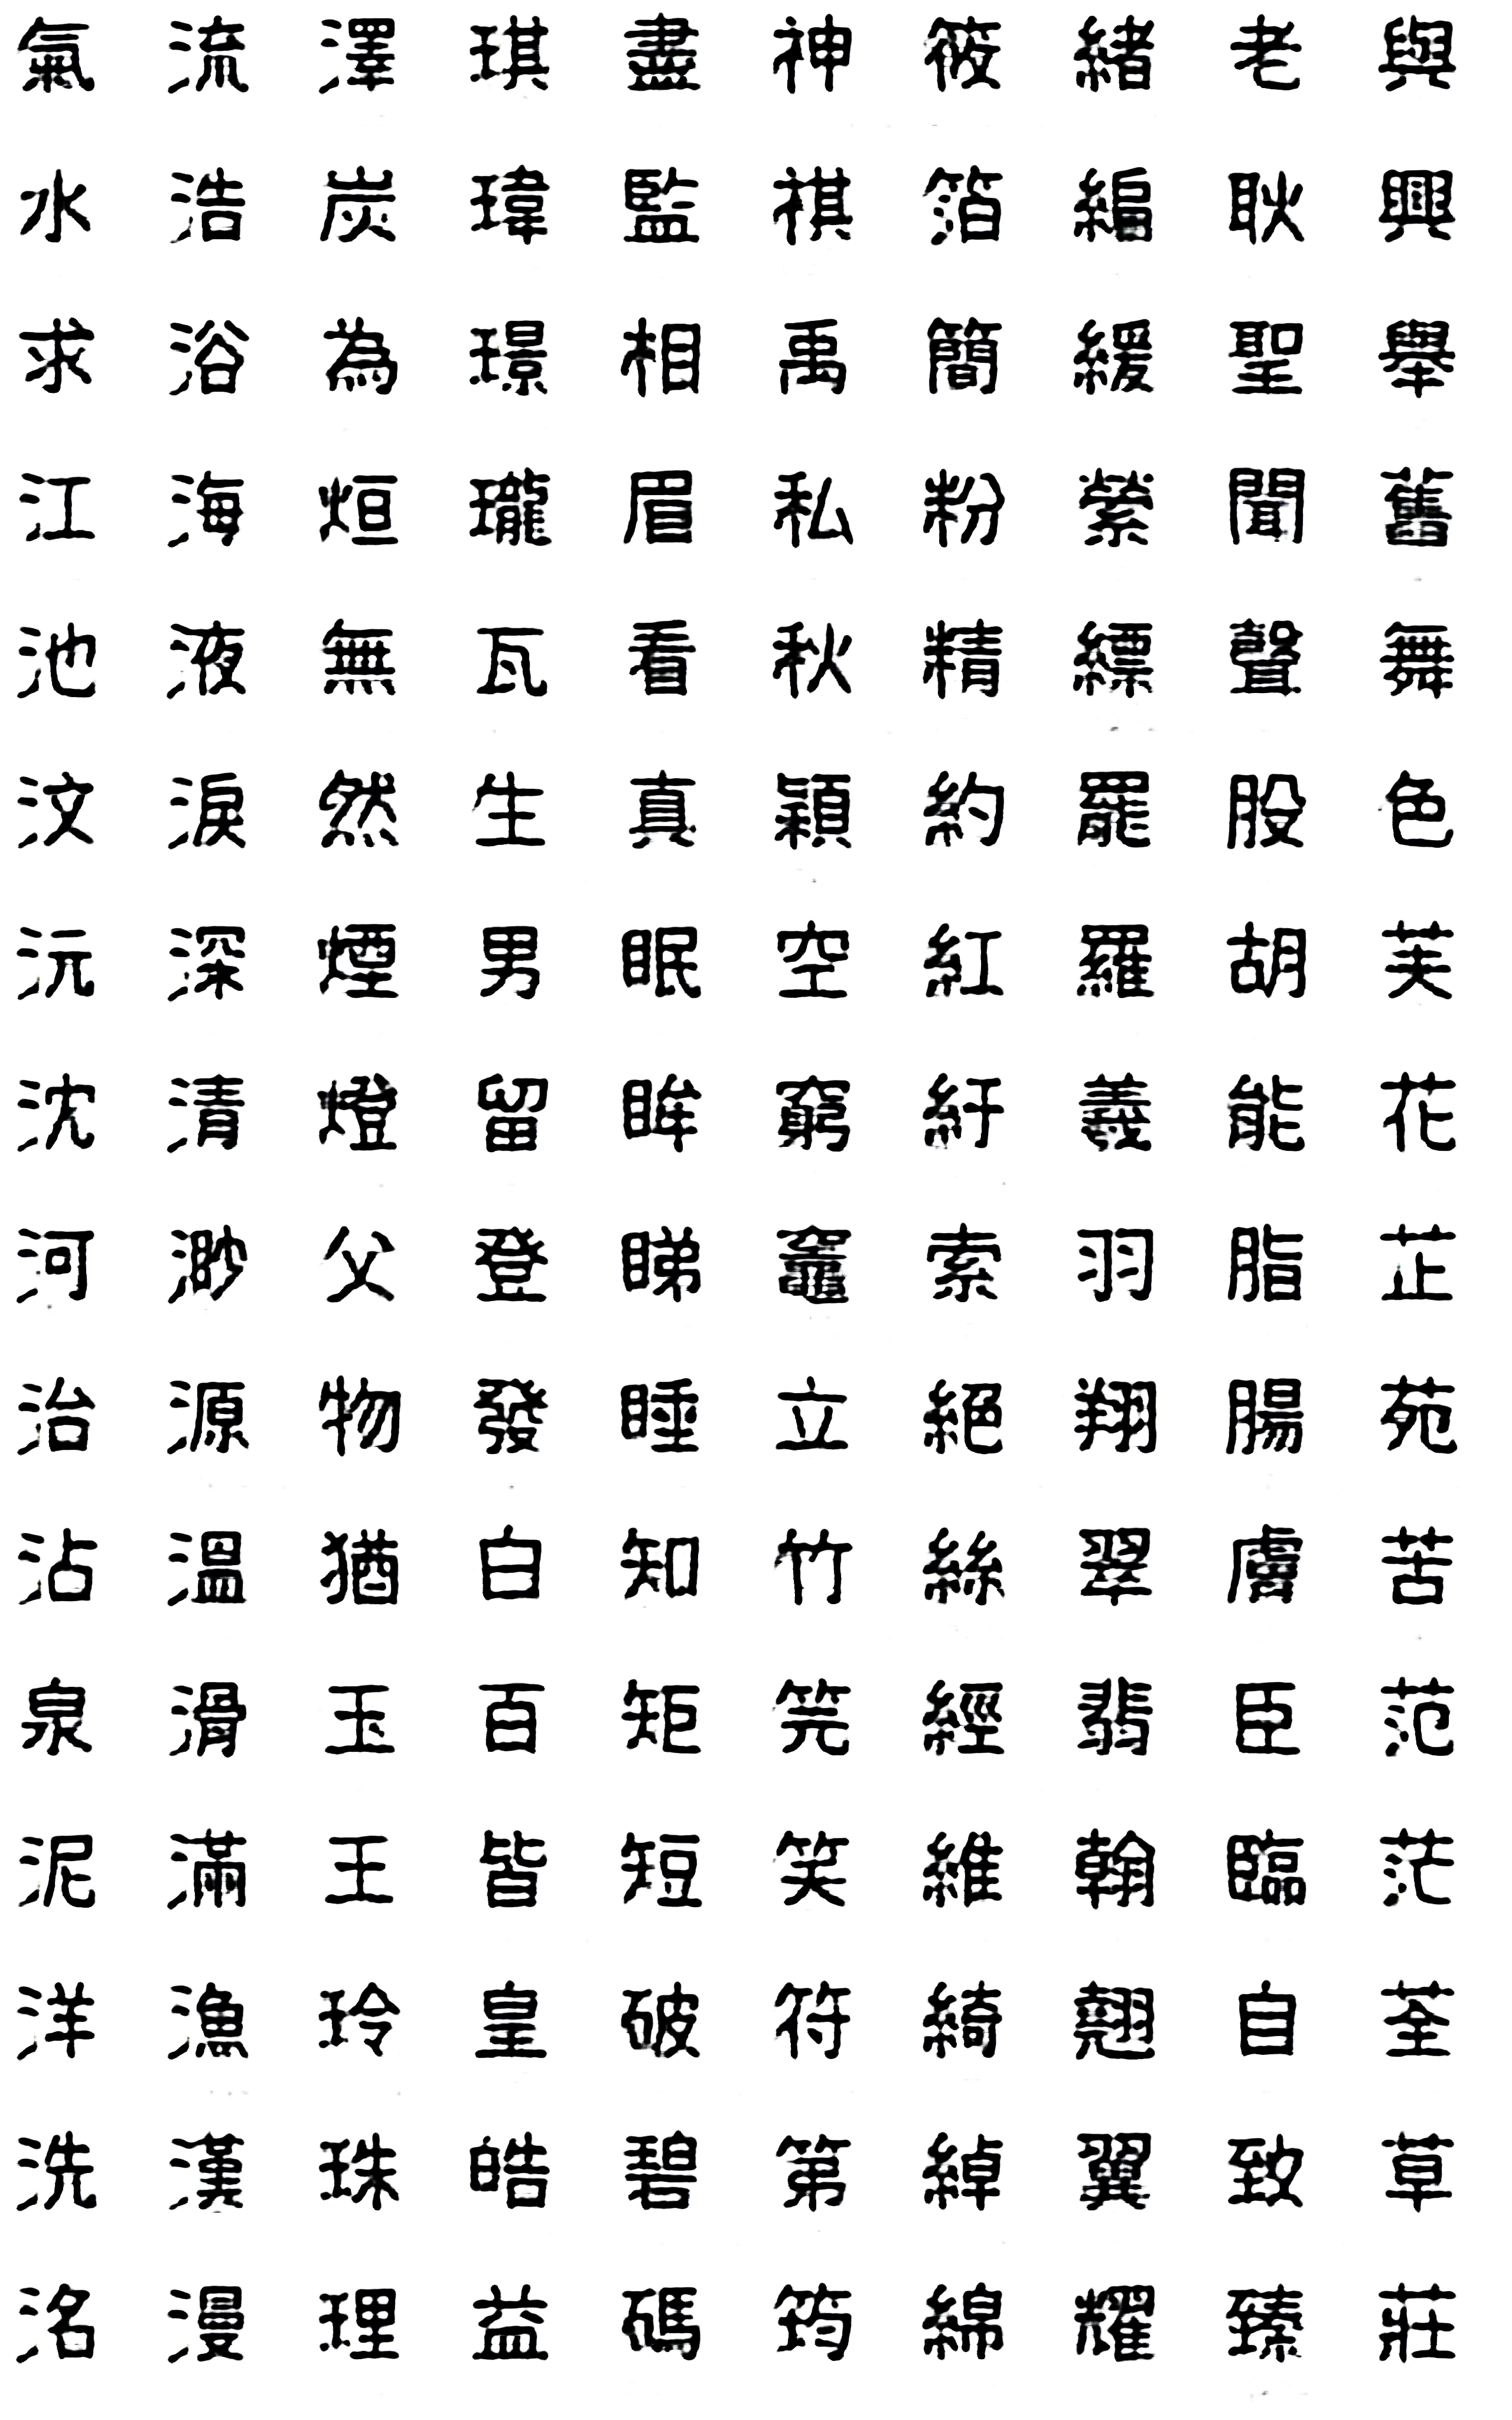 氣水求江池汶沅沈河治沾泉泥洋洗洺
流浩浴海液淚深清渺源溫滑滿漁漢漫
澤炭為烜無然煙燈父物猶玉王玲珠理
琪瑋璟瓏瓦生男留登發白百皆皇皓益
盡監相眉看真眠眸睇睡知矩短破碧碼
神祺禹私秋穎空窮竈立竹笎笑符第筠
筱箔簡粉精約紅紆索絕絲經維綺綽綿
緒編緩縈縹罷羅羲羽翔翠翡翰翹翼耀
老耿聖聞聲股胡能脂腸膚臣臨自致臻
與興舉舊舞色芙花芷苑苦范茫荃草莊